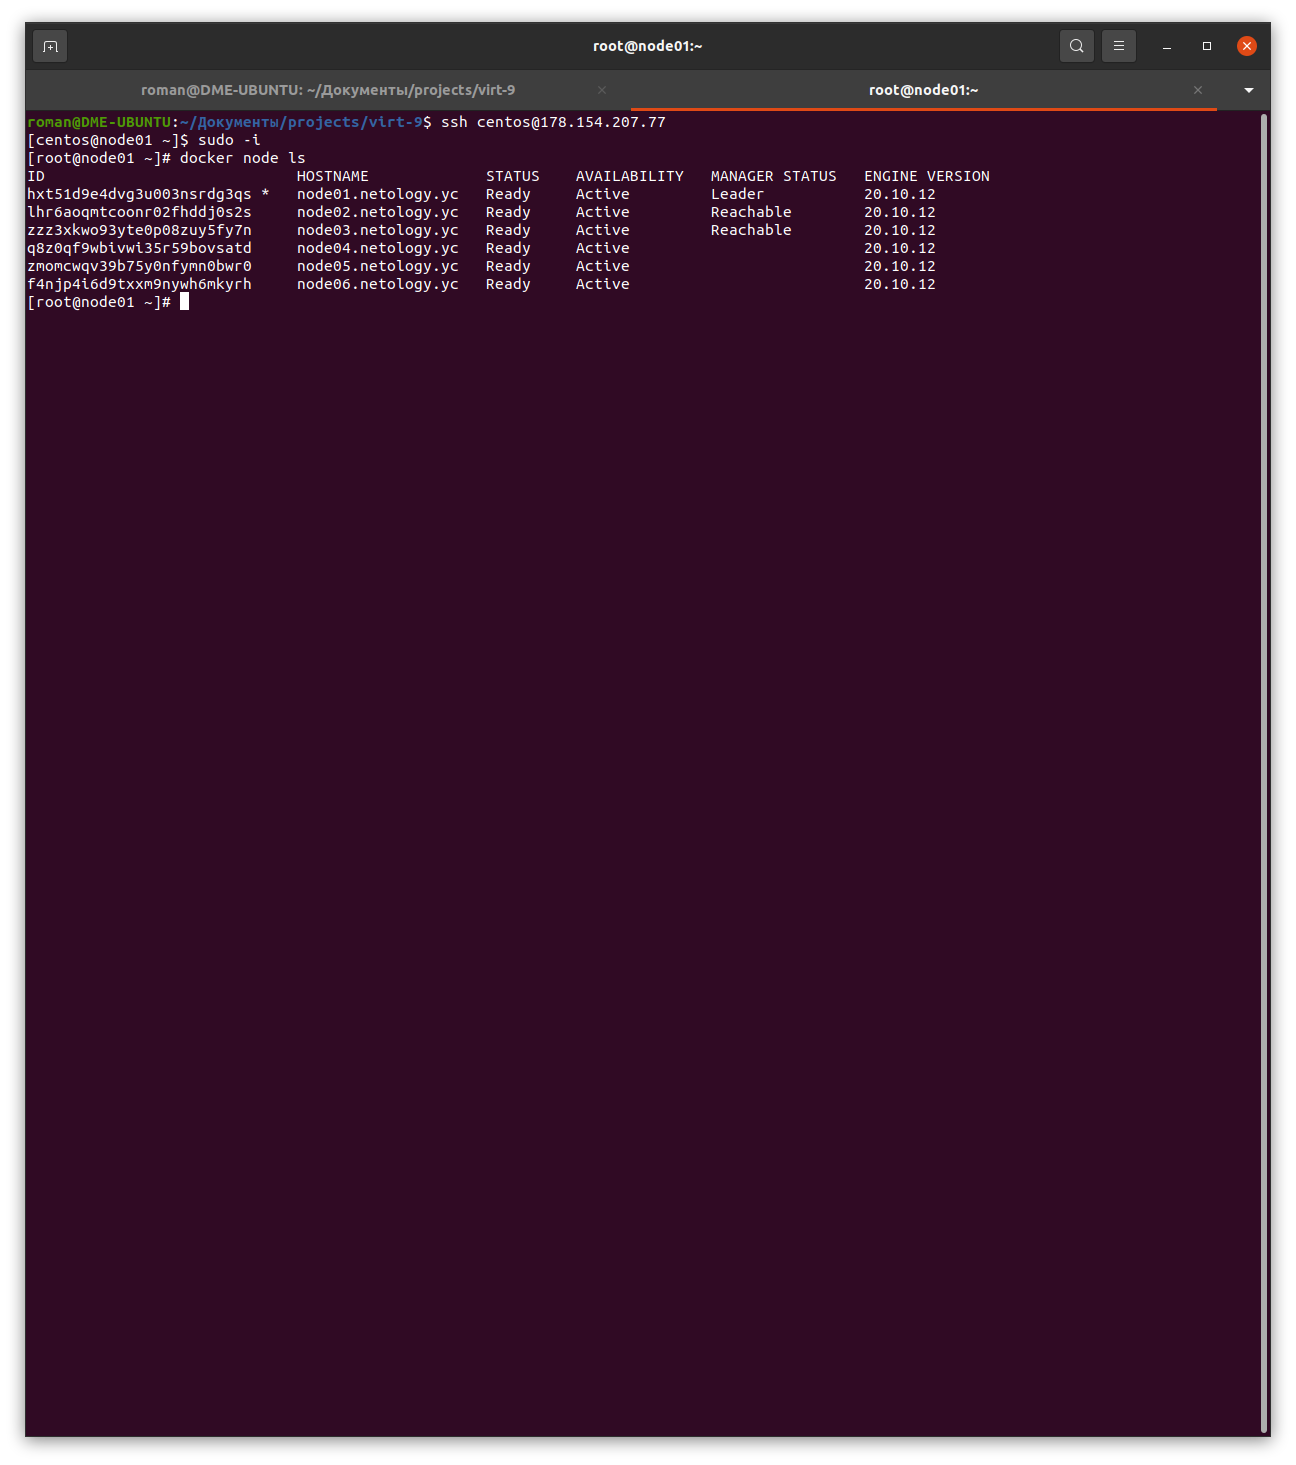 root@node01:~
roman@DME-UBUNTU: ~/Документы/projects/virt-9
root@node01:~
roman@DME-UBUNTU:~/Документы/projects/virt-9$ ssh centos@178.154.207.77
[centos@node01 ~]$ sudo -i
[root@node01 ~]# docker node ls
ID HOSTNAME STATUS AVAILABILITY MANAGER STATUS ENGINE VERSION
hxt51d9e4dvg3u003nsrdg3qs * node01.netology.yc Ready Active Leader 20.10.12
lhr6aoqmtcoonr02fhddj0s2s node02.netology.yc Ready Active Reachable 20.10.12
zzz3xkwo93yte0p08zuy5fy7n node03.netology.yc Ready Active Reachable 20.10.12
q8z0qf9wbivwi35r59bovsatd node04.netology.yc Ready Active 20.10.12
zmomcwqv39b75y0nfymn0bwr0 node05.netology.yc Ready Active 20.10.12
f4njp4i6d9txxm9nywh6mkyrh node06.netology.yc Ready Active 20.10.12
[root@node01 ~]#